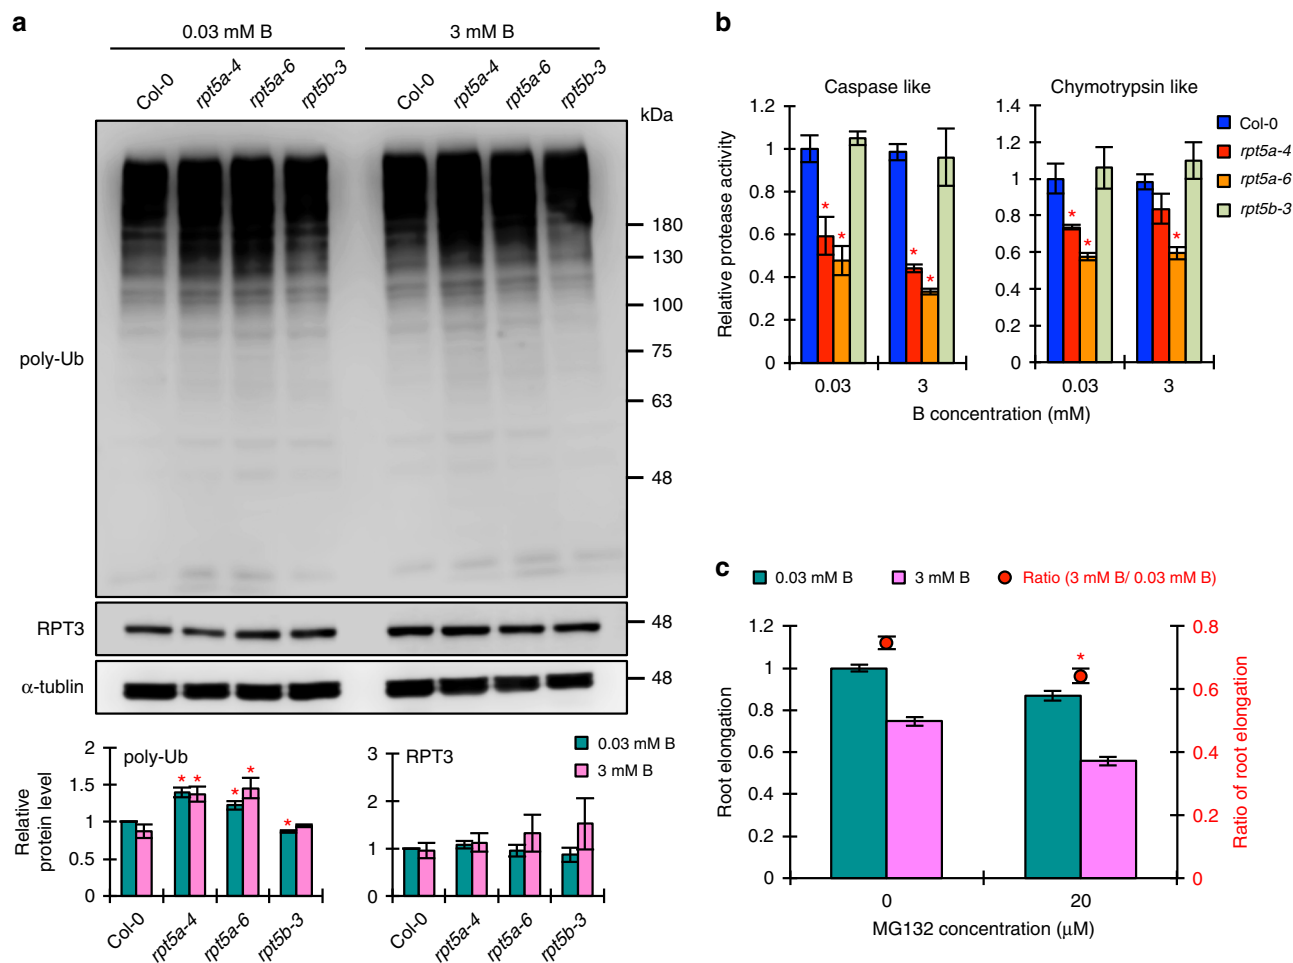 a
0.03 mM B
3 mM B
Col-0
rpt5a-4
rpt5a-6
rpt5b-3
Col-0
rpt5a-4
rpt5a-6
rpt5b-3
kDa
180
130
100
75
63
48
poly-Ub
RPT3
48
α-tublin
48
poly-Ub
Relative
protein level
2
1.5
1
0.5
0
* * * * *
Col-0
rpt5a-4
rpt5a-6
rpt5b-3
RPT3
0.03 mM B
3 mM B
3
2
1
0
Col-0
rpt5a-4
rpt5a-6
rpt5b-3
b
Caspase like
Relative protease activity
1.2
1
0.8
0.6
0.4
0.2
0
* * * *
0.03
3
Chymotrypsin like
1.4
1.2
1
0.8
0.6
0.4
0.2
0
* * *
0.03
3
B concentration (mM)
Col-0
rpt5a-4
rpt5a-6
rpt5b-3
c
0.03 mM B
3 mM B
Ratio (3 mM B/ 0.03 mM B)
Root elongation
1.2
1
0.8
0.6
0.4
0.2
0
*
0.8
0.6
0.4
0.2
0
Ratio of root elongation
0
20
MG132 concentration (μM)